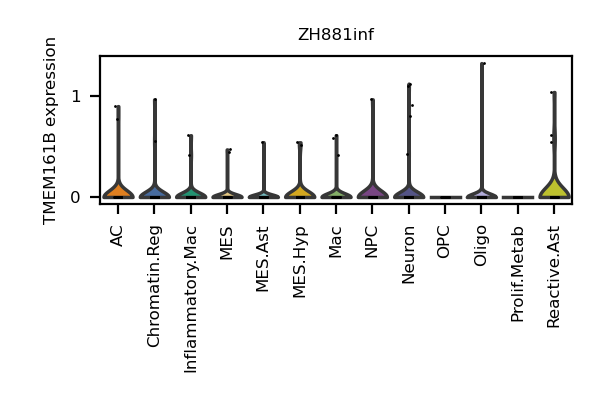 ZH881inf
TMEM161B expression
1
0
AC
Chromatin.Reg
Inflammatory.Mac
MES
MES.Ast
MES.Hyp
Mac
NPC
Neuron
OPC
Oligo
Prolif.Metab
Reactive.Ast